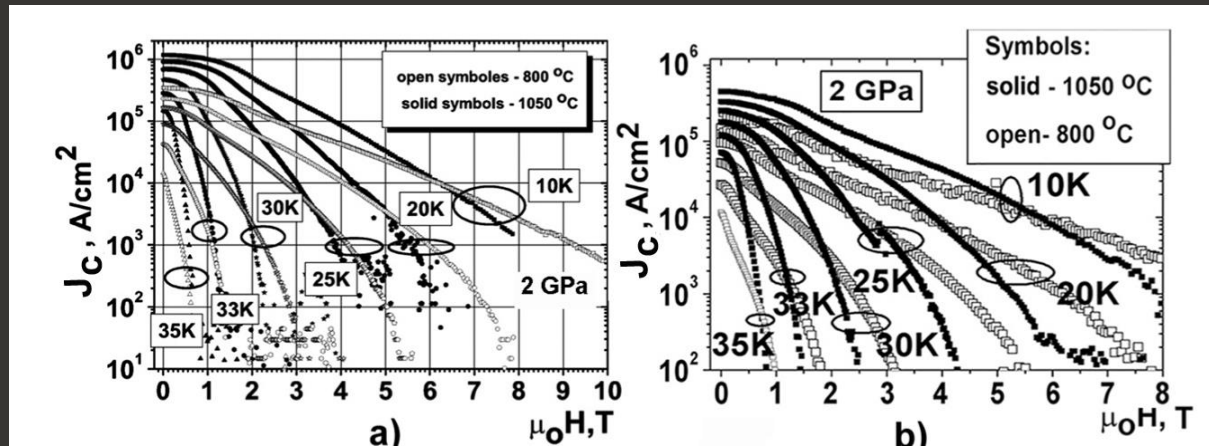 10⁶
10⁵
10⁴
10³
10²
10¹
Jc, A/cm²
open symboles - 800 °C
solid symbols - 1050 °C
10K
20K
30K
25K
2 GPa
33K
35K
0 1 2 3 4 5 6 7 8 9 10
μ₀H,T
a)
10⁶
10⁵
10⁴
10³
10²
Jc, A/cm²
2 GPa
Symbols:
solid - 1050 °C
open- 800 °C
10K
25K
20K
33K
30K
35K
0 1 2 3 4 5 6 7 8
μ₀H, T
b)